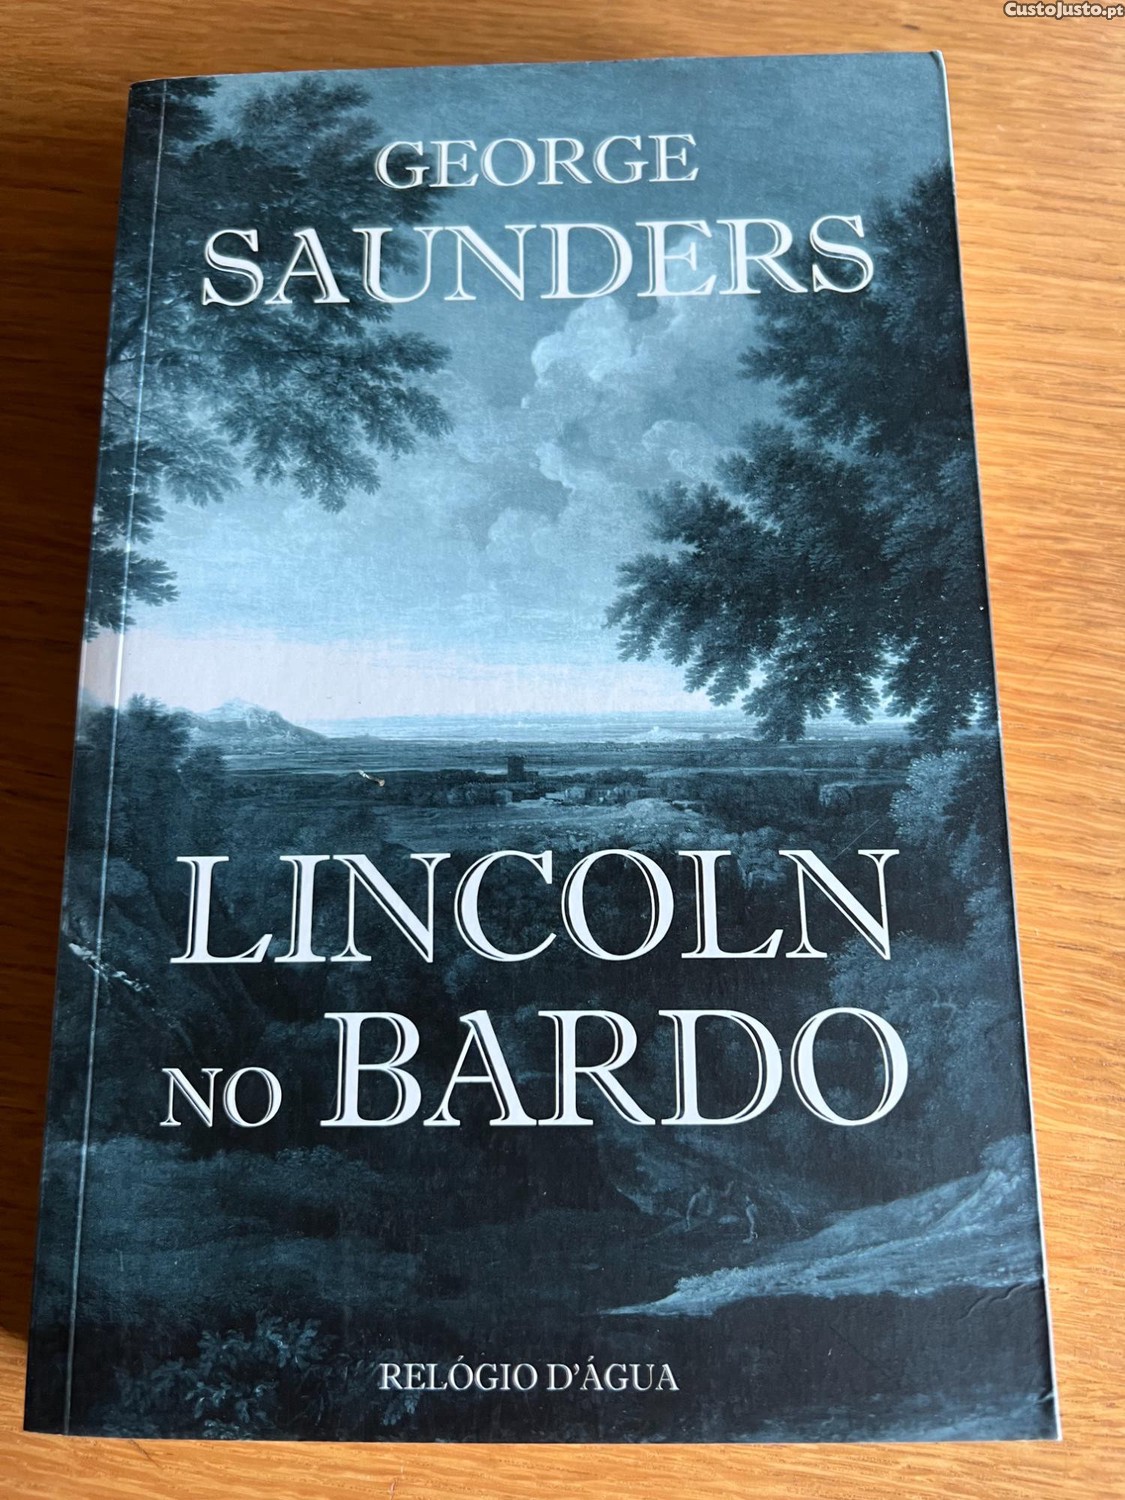 CustoJusto.pt
GEORGE
SAUNDERS
LINCOLN
NO BARDO
RELÓGIO D'ÁGUA